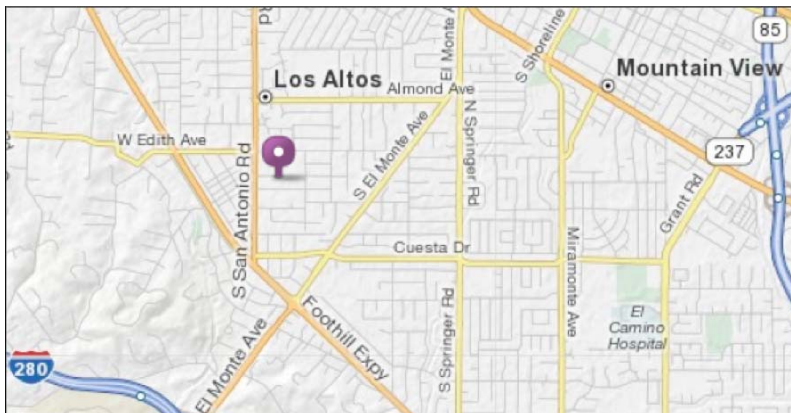 Rd
El Monte Ave
S Shoreline
85
Los Altos
Almond Ave
Mountain View
W Edith Ave
S San Antonio Rd
S El Monte Ave
N Springer Rd
237
Grant Rd
Cuesta Dr
Miramonte Ave
Foothill Expy
S Springer Rd
El
Camino
Hospital
280
El Monte Ave